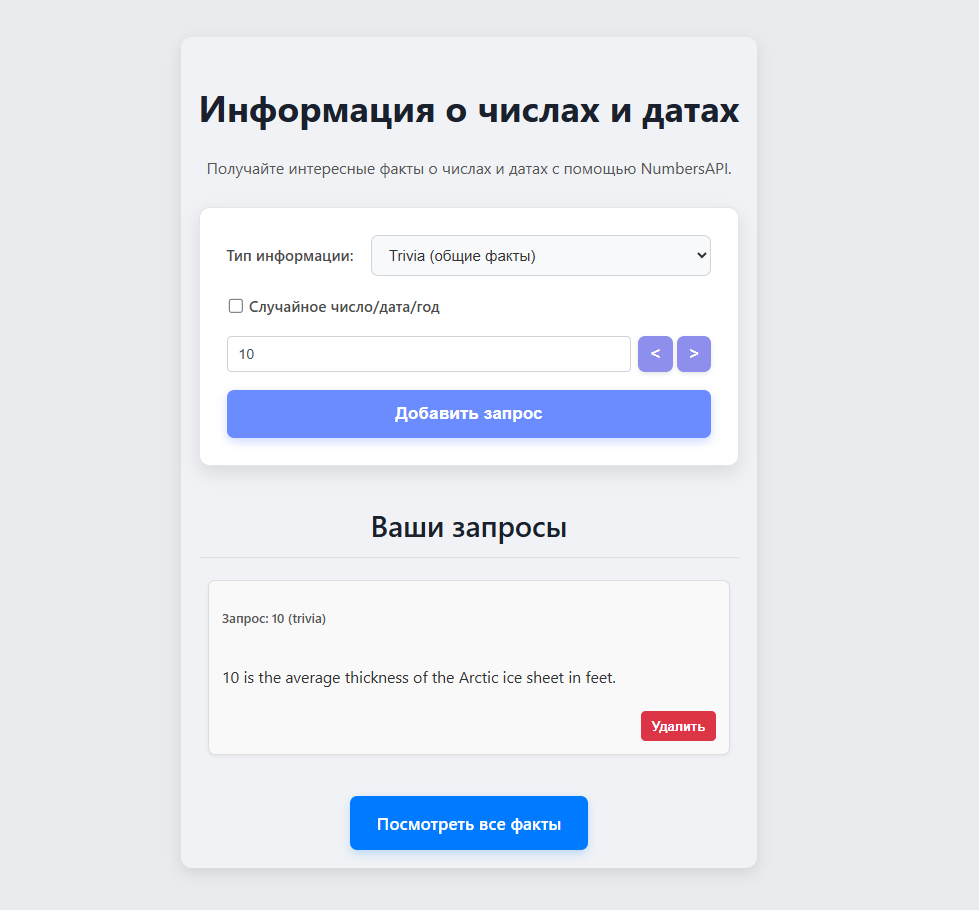 Информация о числах и датах
Получайте интересные факты о числах и датах с помощью NumbersAPI.
Тип информации: Trivia (общие факты)
Случайное число/дата/год
10 < >
Добавить запрос
Ваши запросы
Запрос: 10 (trivia)
10 is the average thickness of the Arctic ice sheet in feet.
Удалить
Посмотреть все факты